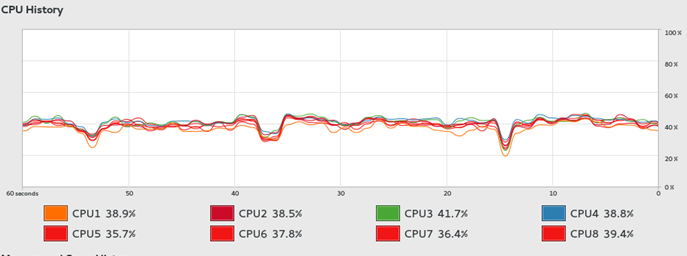 CPU History
100 %
80 %
60 %
40 %
20 %
0 %
60 seconds 50 40 30 20 10 0
CPU1 38.9% CPU2 38.5% CPU3 41.7% CPU4 38.8%
CPU5 35.7% CPU6 37.8% CPU7 36.4% CPU8 39.4%